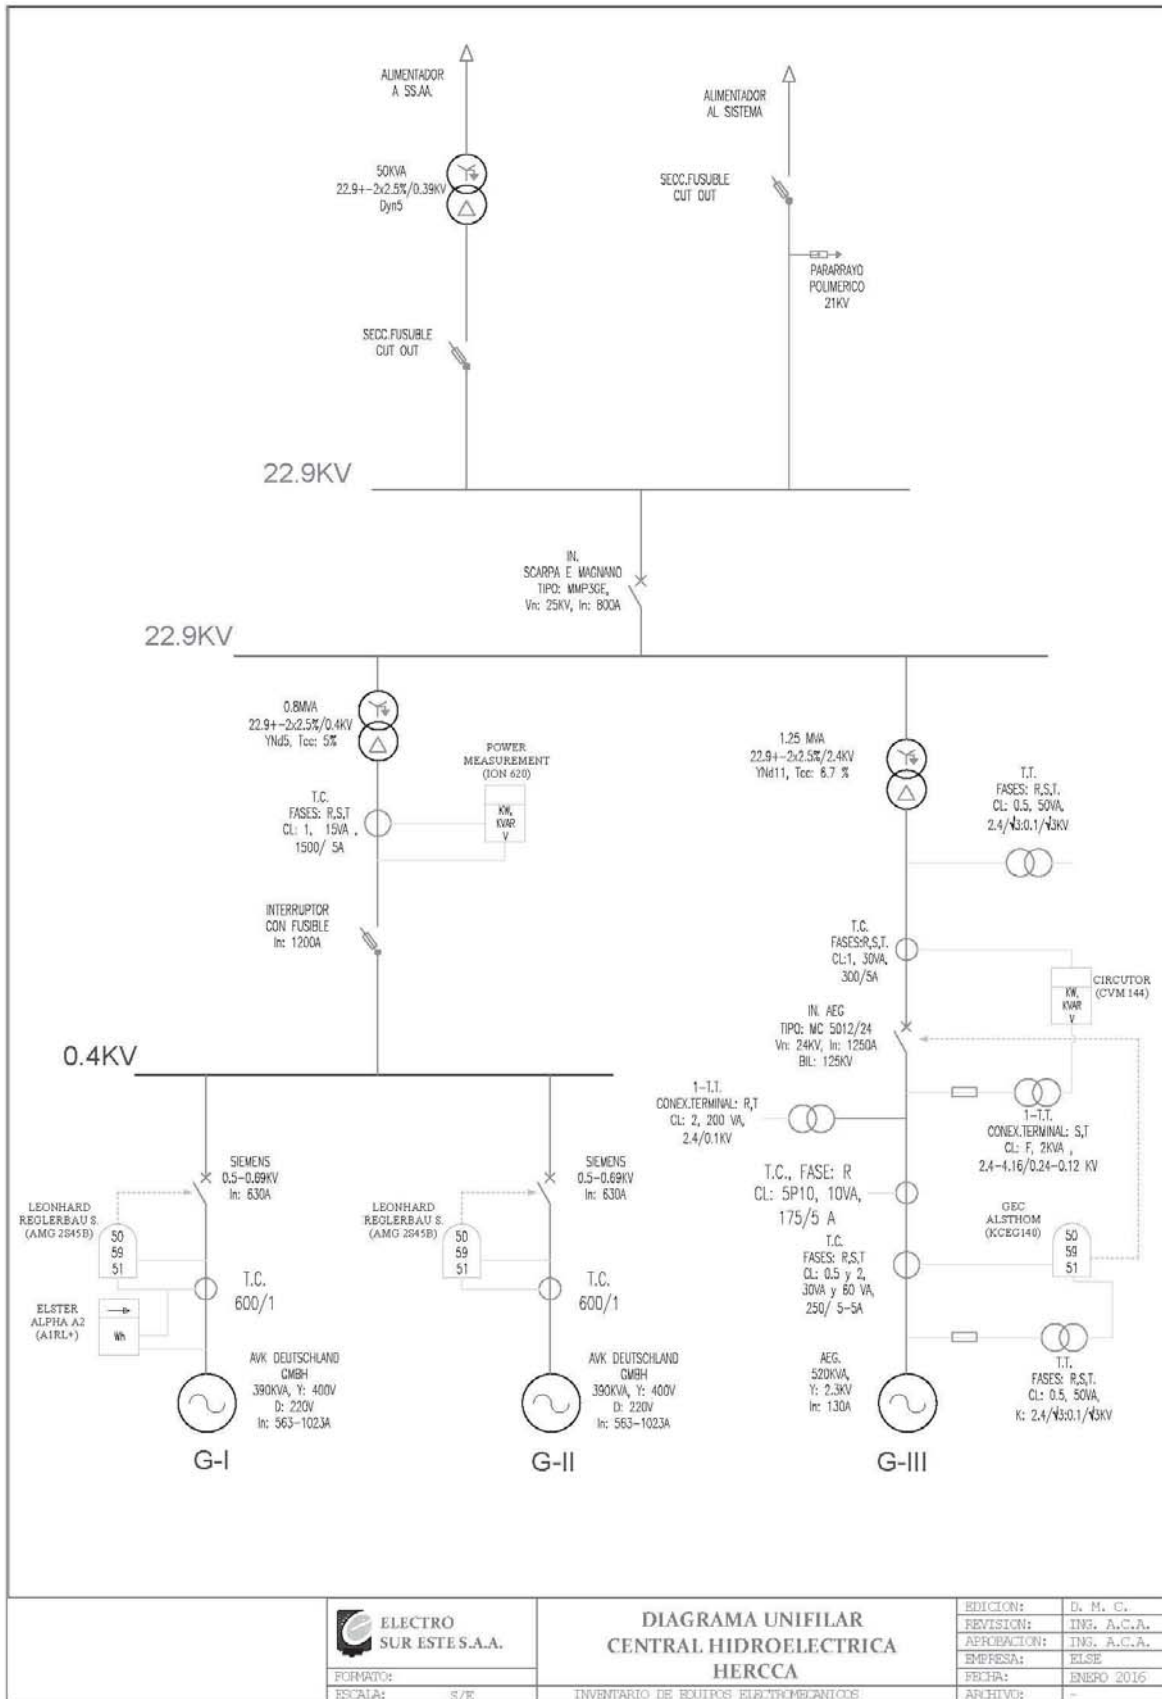 ALIMENTADOR
A SS.AA.
ALIMENTADOR
AL SISTEMA
50KVA
22.9+-2x2.5%/0.39KV
Dyn5
SECC.FUSUBLE
CUT OUT
PARARRAYO
POLIMERICO
21KV
SECC.FUSUBLE
CUT OUT
22.9KV
IN.
SCARPA E MAGNANO
TIPO: MMP3GE,
Vn: 25KV, In: 800A
22.9KV
0.8MVA
22.9+-2x2.5%/0.4KV
YNd5, Tcc: 5%
POWER
MEASUREMENT
(ION 620)
KW,
KVAR
V
T.C.
FASES: R,S,T
CL: 1, 15VA ,
1500/ 5A
INTERRUPTOR
CON FUSIBLE
In: 1200A
1.25 MVA
22.9+-2x2.5%/2.4KV
YNd11, Tcc: 6.7 %
T.T.
FASES: R,S,T.
CL: 0.5, 50VA,
2.4/√3:0.1/√3KV
T.C.
FASES:R,S,T.
CL:1, 30VA,
300/5A
CIRCUTOR
(CVM 144)
KW,
KVAR
V
IN. AEG
TIPO: MC 5012/24
Vn: 24KV, In: 1250A
BIL: 125KV
0.4KV
1-T.T.
CONEX.TERMINAL: R,T
CL: 2, 200 VA,
2.4/0.1KV
1-T.T.
CONEX.TERMINAL: S,T
CL: F, 2KVA ,
2.4-4.16/0.24-0.12 KV
SIEMENS
0.5-0.69KV
In: 630A
LEONHARD
REGLERBAU S.
(AMG 2S45B)
50
59
51
T.C.
600/1
ELSTER
ALPHA A2
(A1RL+)
Wh
AVK DEUTSCHLAND
GMBH
390KVA, Y: 400V
D: 220V
In: 563-1023A
G-I
SIEMENS
0.5-0.69KV
In: 630A
LEONHARD
REGLERBAU S.
(AMG 2S45B)
50
59
51
T.C.
600/1
AVK DEUTSCHLAND
GMBH
390KVA, Y: 400V
D: 220V
In: 563-1023A
G-II
T.C., FASE: R
CL: 5P10, 10VA,
175/5 A
T.C.
FASES: R,S,T
CL: 0.5 y 2,
30VA y 60 VA,
250/ 5-5A
GEC
ALSTHOM
(KCEG140)
50
59
51
AEG.
520KVA,
Y: 2.3KV
In: 130A
T.T.
FASES: R,S,T.
CL: 0.5, 50VA,
K: 2.4/√3:0.1/√3KV
G-III
ELECTRO
SUR ESTE S.A.A.
FORMATO:
ESCALA: S/E
DIAGRAMA UNIFILAR
CENTRAL HIDROELECTRICA
HERCCA
INVENTARIO DE EQUIPOS ELECTROMECANICOS
EDICION: D. M. C.
REVISION: ING. A.C.A.
APROBACION: ING. A.C.A.
EMPRESA: ELSE
FECHA: ENERO 2016
ARCHIVO: -